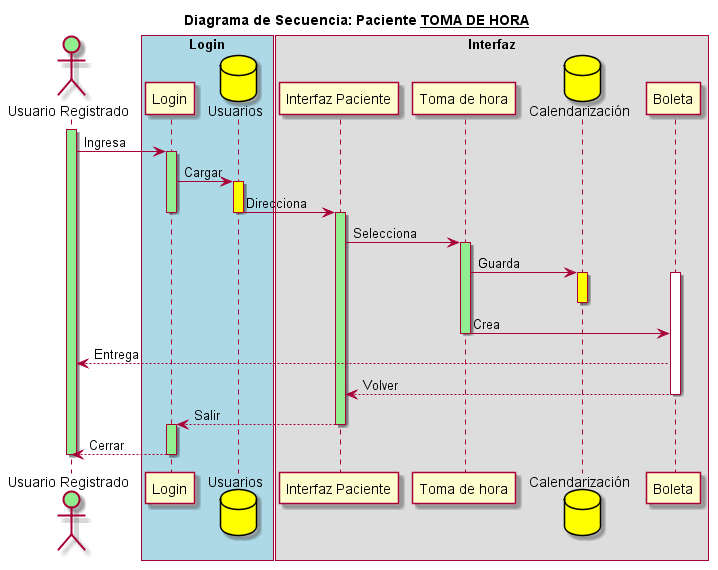 Diagrama de Secuencia: Paciente TOMA DE HORA
Login
Interfaz
Usuario Registrado
Login
Usuarios
Interfaz Paciente
Toma de hora
Calendarización
Boleta
Ingresa
Cargar
Direcciona
Selecciona
Guarda
Crea
Entrega
Volver
Salir
Cerrar
Usuario Registrado
Login
Usuarios
Interfaz Paciente
Toma de hora
Calendarización
Boleta